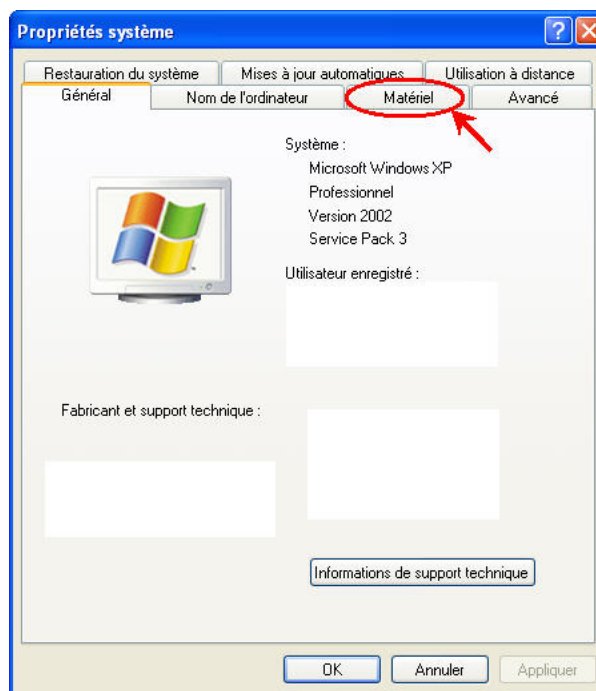 Propriétés système
Restauration du système Mises à jour automatiques Utilisation à distance
Général Nom de l'ordinateur Matériel Avancé
Système :
Microsoft Windows XP
Professionnel
Version 2002
Service Pack 3
Utilisateur enregistré :
Fabricant et support technique :
Informations de support technique
OK Annuler Appliquer